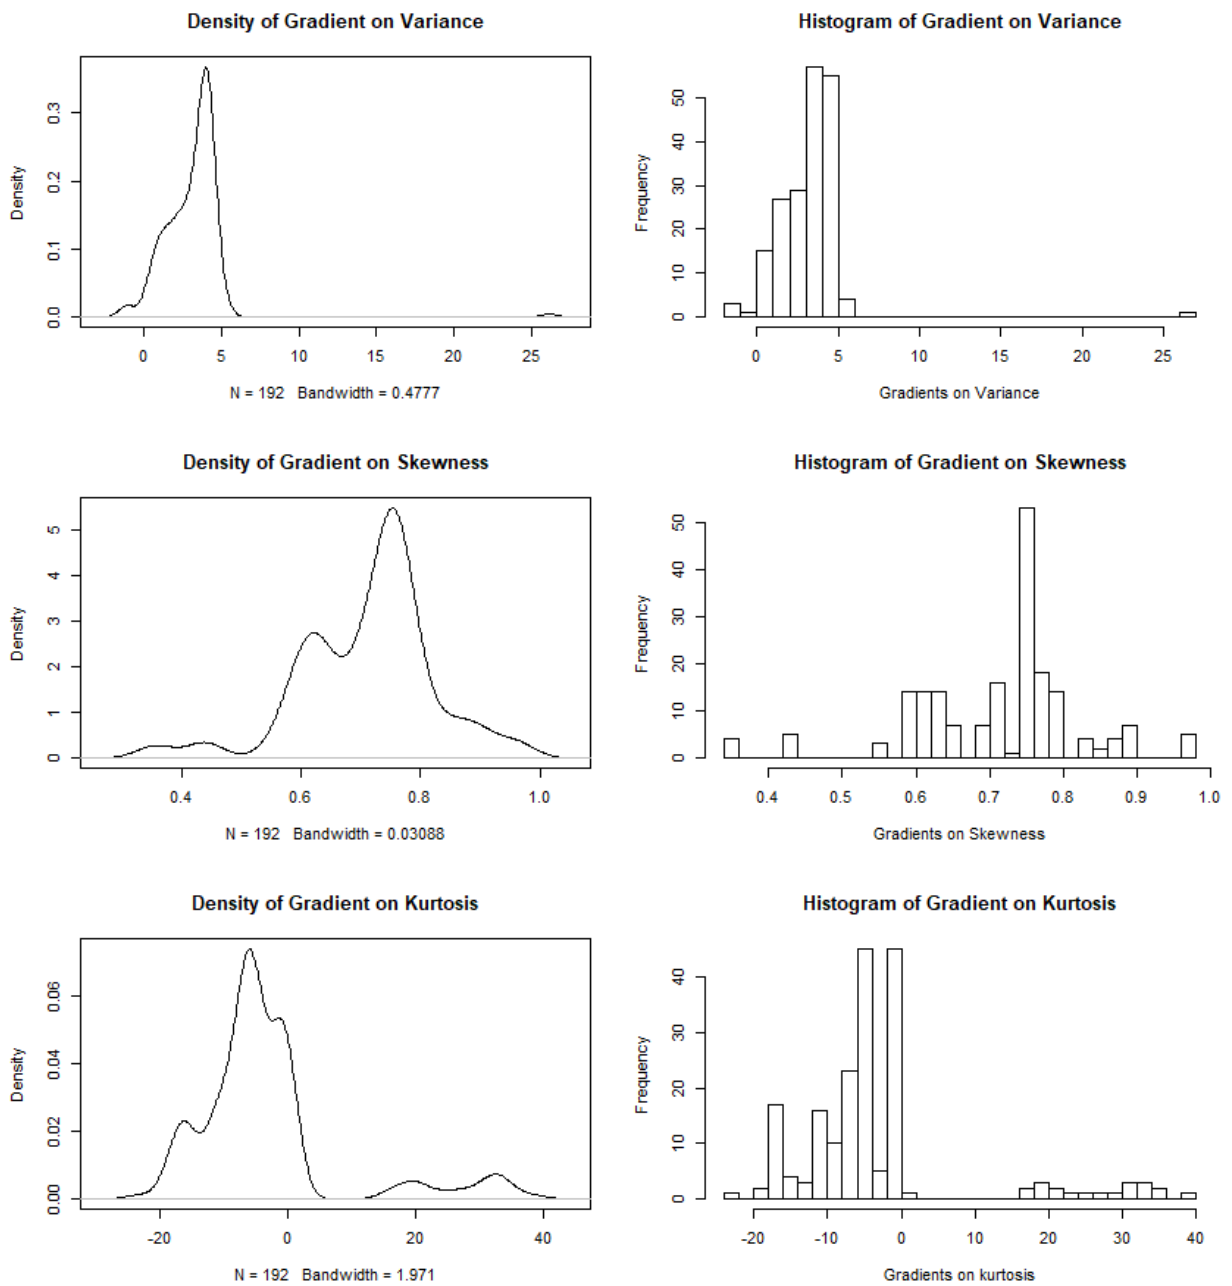 Density of Gradient on Variance
Density
0.0 0.1 0.2 0.3
0 5 10 15 20 25
N = 192 Bandwidth = 0.4777
Histogram of Gradient on Variance
Frequency
0 10 20 30 40 50
0 5 10 15 20 25
Gradients on Variance
Density of Gradient on Skewness
Density
0 1 2 3 4 5
0.4 0.6 0.8 1.0
N = 192 Bandwidth = 0.03088
Histogram of Gradient on Skewness
Frequency
0 10 20 30 40 50
0.4 0.5 0.6 0.7 0.8 0.9 1.0
Gradients on Skewness
Density of Gradient on Kurtosis
Density
0.00 0.02 0.04 0.06
-20 0 20 40
N = 192 Bandwidth = 1.971
Histogram of Gradient on Kurtosis
Frequency
0 10 20 30 40
-20 -10 0 10 20 30 40
Gradients on kurtosis